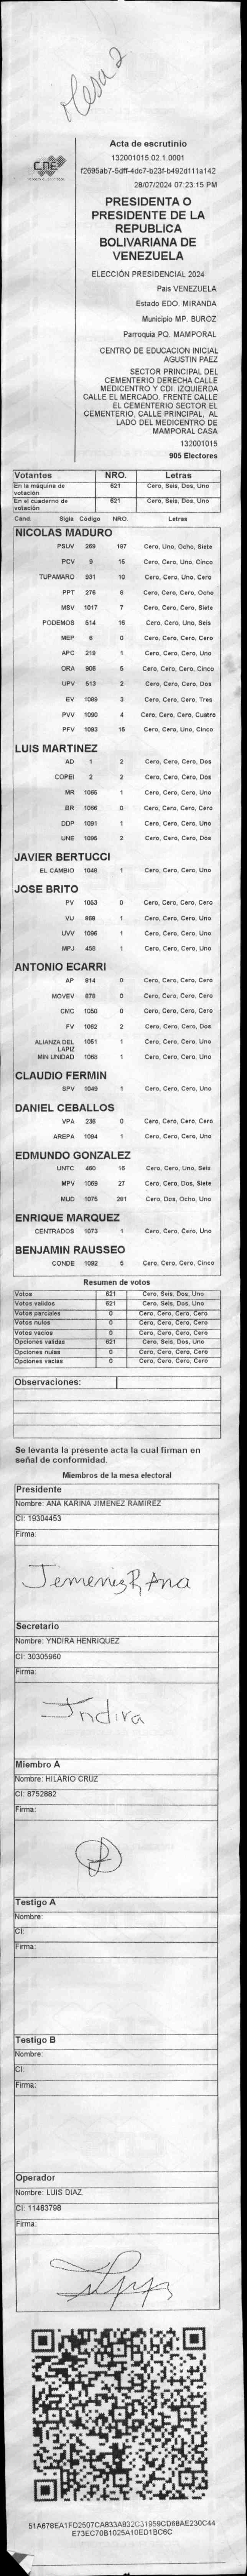 Mesa 2
CNE
Acta de escrutinio
132001015.02.1.0001
f2695ab7-5dff-4dc7-b23f-b492d111a142
28/07/2024 07:23:15 PM
PRESIDENTA O
PRESIDENTE DE LA
REPUBLICA
BOLIVARIANA DE
VENEZUELA
ELECCIÓN PRESIDENCIAL 2024
Pais VENEZUELA
Estado EDO. MIRANDA
Municipio MP. BUROZ
Parroquia PQ. MAMPORAL
CENTRO DE EDUCACION INICIAL
AGUSTIN PAEZ
SECTOR PRINCIPAL DEL
CEMENTERIO DERECHA CALLE
MEDICENTRO Y CDI. IZQUIERDA
CALLE EL MERCADO. FRENTE CALLE
EL CEMENTERIO SECTOR EL
CEMENTERIO, CALLE PRINCIPAL, AL
LADO DEL MEDICENTRO DE
MAMPORAL CASA
132001015
905 Electores
Votantes NRO. Letras
En la máquina de votación 621 Cero, Seis, Dos, Uno
En el cuaderno de votación 621 Cero, Seis, Dos, Uno
Cand. Sigla Código NRO. Letras
NICOLAS MADURO
PSUV 269 187 Cero, Uno, Ocho, Siete
PCV 9 15 Cero, Cero, Uno, Cinco
TUPAMARO 931 10 Cero, Cero, Uno, Cero
PPT 276 8 Cero, Cero, Cero, Ocho
MSV 1017 7 Cero, Cero, Cero, Siete
PODEMOS 514 16 Cero, Cero, Uno, Seis
MEP 6 0 Cero, Cero, Cero, Cero
APC 219 1 Cero, Cero, Cero, Uno
ORA 906 5 Cero, Cero, Cero, Cinco
UPV 513 2 Cero, Cero, Cero, Dos
EV 1089 3 Cero, Cero, Cero, Tres
PVV 1090 4 Cero, Cero, Cero, Cuatro
PFV 1093 15 Cero, Cero, Uno, Cinco
LUIS MARTINEZ
AD 1 2 Cero, Cero, Cero, Dos
COPEI 2 2 Cero, Cero, Cero, Dos
MR 1065 1 Cero, Cero, Cero, Uno
BR 1066 0 Cero, Cero, Cero, Cero
DDP 1091 1 Cero, Cero, Cero, Uno
UNE 1095 2 Cero, Cero, Cero, Dos
JAVIER BERTUCCI
EL CAMBIO 1048 1 Cero, Cero, Cero, Uno
JOSE BRITO
PV 1053 0 Cero, Cero, Cero, Cero
VU 868 1 Cero, Cero, Cero, Uno
UVV 1096 1 Cero, Cero, Cero, Uno
MPJ 458 1 Cero, Cero, Cero, Uno
ANTONIO ECARRI
AP 914 0 Cero, Cero, Cero, Cero
MOVEV 878 0 Cero, Cero, Cero, Cero
CMC 1050 0 Cero, Cero, Cero, Cero
FV 1052 2 Cero, Cero, Cero, Dos
ALIANZA DEL LAPIZ 1051 1 Cero, Cero, Cero, Uno
MIN UNIDAD 1068 1 Cero, Cero, Cero, Uno
CLAUDIO FERMIN
SPV 1049 1 Cero, Cero, Cero, Uno
DANIEL CEBALLOS
VPA 236 0 Cero, Cero, Cero, Cero
AREPA 1094 1 Cero, Cero, Cero, Uno
EDMUNDO GONZALEZ
UNTC 460 16 Cero, Cero, Uno, Seis
MPV 1069 27 Cero, Cero, Dos, Siete
MUD 1075 281 Cero, Dos, Ocho, Uno
ENRIQUE MARQUEZ
CENTRADOS 1073 1 Cero, Cero, Cero, Uno
BENJAMIN RAUSSEO
CONDE 1092 5 Cero, Cero, Cero, Cinco
Resumen de votos
Votos 621 Cero, Seis, Dos, Uno
Votos validos 621 Cero, Seis, Dos, Uno
Votos parciales 0 Cero, Cero, Cero, Cero
Votos nulos 0 Cero, Cero, Cero, Cero
Votos vacios 0 Cero, Cero, Cero, Cero
Opciones validas 621 Cero, Seis, Dos, Uno
Opciones nulas 0 Cero, Cero, Cero, Cero
Opciones vacias 0 Cero, Cero, Cero, Cero
Observaciones:
Se levanta la presente acta la cual firman en
señal de conformidad.
Miembros de la mesa electoral
Presidente
Nombre: ANA KARINA JIMENEZ RAMIREZ
CI: 19304453
Firma:
JemenezR Ana
Secretario
Nombre: YNDIRA HENRIQUEZ
CI: 30305960
Firma:
Indira
Miembro A
Nombre: HILARIO CRUZ
CI: 8752882
Firma:
Testigo A
Nombre:
CI:
Firma:
Testigo B
Nombre:
CI:
Firma:
Operador
Nombre: LUIS DIAZ
CI: 11483798
Firma:
51A678EA1FD2507CA833A832C31959CD68AE230C44
E73EC70B1025A10ED1BC6C